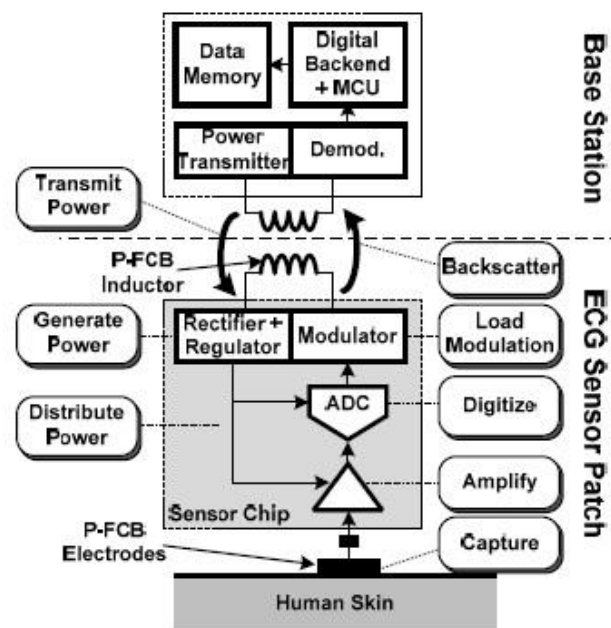 Data
Memory
Digital
Backend
+ MCU
Power
Transmitter
Demod.
Base Station
Transmit
Power
P-FCB
Inductor
Backscatter
Generate
Power
Rectifier +
Regulator
Modulator
Load
Modulation
ADC
Digitize
Distribute
Power
Amplify
Sensor Chip
ECG Sensor Patch
P-FCB
Electrodes
Capture
Human Skin